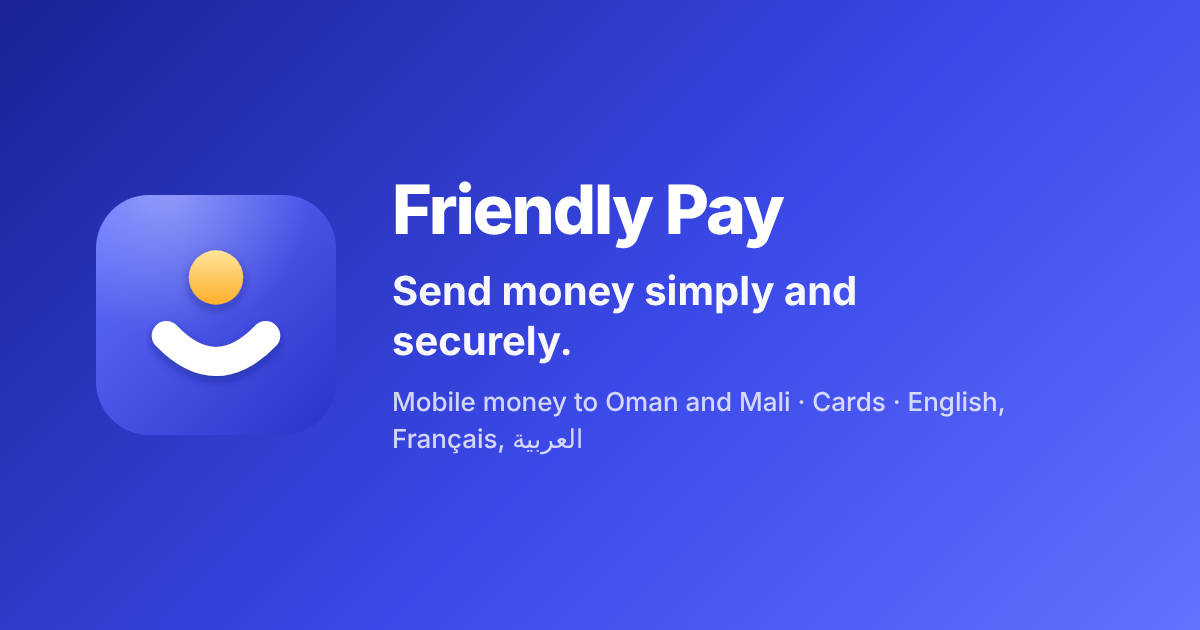 Friendly Pay
Send money simply and
securely.
Mobile money to Oman and Mali · Cards · English,
Français, العربية